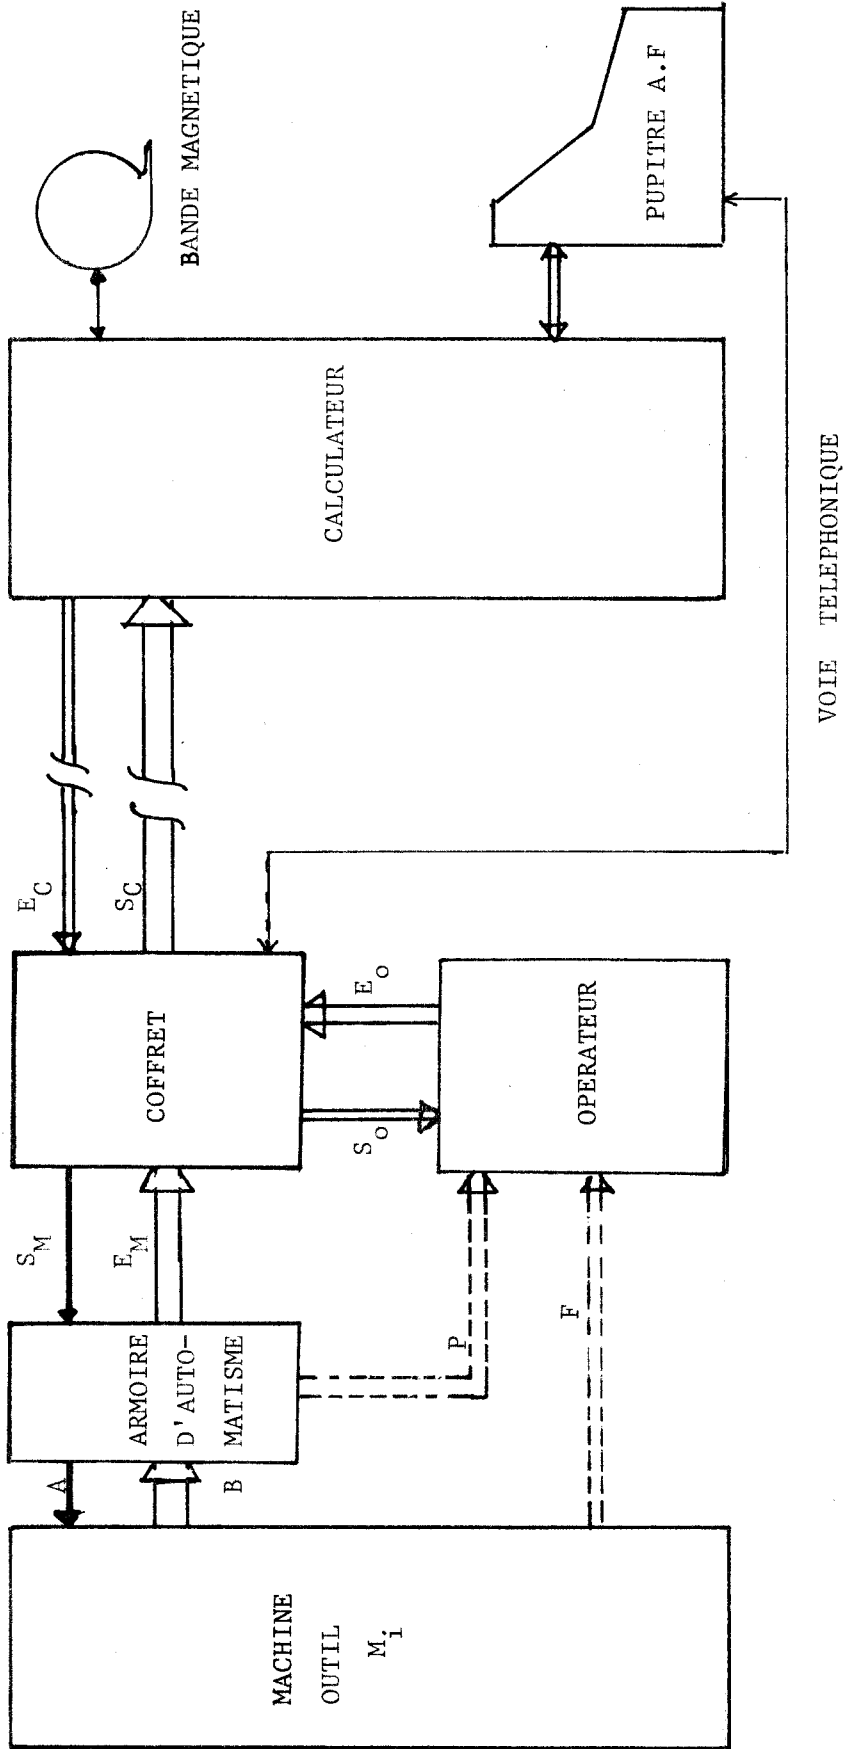 BANDE MAGNETIQUE
PUPITRE A.F
CALCULATEUR
VOIE TELEPHONIQUE
E_C
S_C
COFFRET
E_O
S_O
OPERATEUR
S_M
E_M
ARMOIRE
D'AUTO-
MATISME
P
F
A
B
MACHINE
OUTIL
M_i